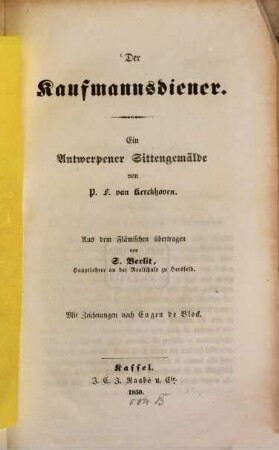 Der
Kaufmannsdiener.
Ein
Antwerpener Sittengemälde
von
P. F. van Kerckhoven.
Aus dem Flämischen übertragen
von
S. Berlit,
Hauptlehrer an der Realschule zu Hersfeld.
Mit Zeichnungen nach Eugen de Block.
Kassel.
J. C. J. Raabé u. Cie.
1850.